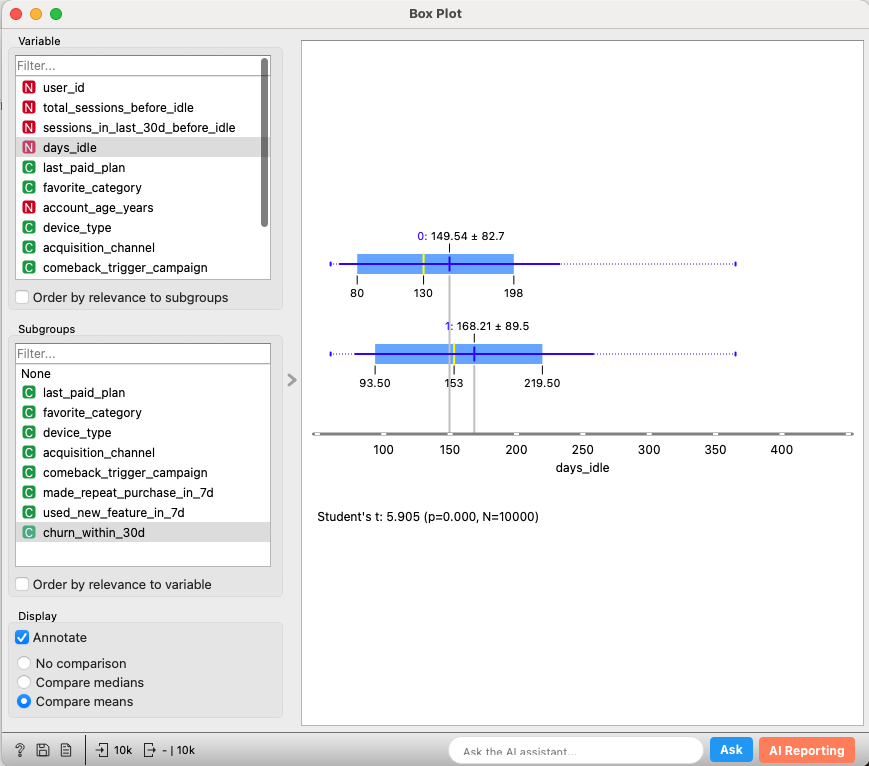 Box Plot
Variable
Filter...
N user_id
N total_sessions_before_idle
N sessions_in_last_30d_before_idle
N days_idle
C last_paid_plan
C favorite_category
N account_age_years
C device_type
C acquisition_channel
C comeback_trigger_campaign
Order by relevance to subgroups
Subgroups
Filter...
None
C last_paid_plan
C favorite_category
C device_type
C acquisition_channel
C comeback_trigger_campaign
C made_repeat_purchase_in_7d
C used_new_feature_in_7d
C churn_within_30d
Order by relevance to variable
Display
Annotate
No comparison
Compare medians
Compare means
0: 149.54 ± 82.7
80 130 198
1: 168.21 ± 89.5
93.50 153 219.50
100 150 200 250 300 350 400
days_idle
Student's t: 5.905 (p=0.000, N=10000)
? 10k - | 10k
Ask the AI assistant...
Ask
AI Reporting